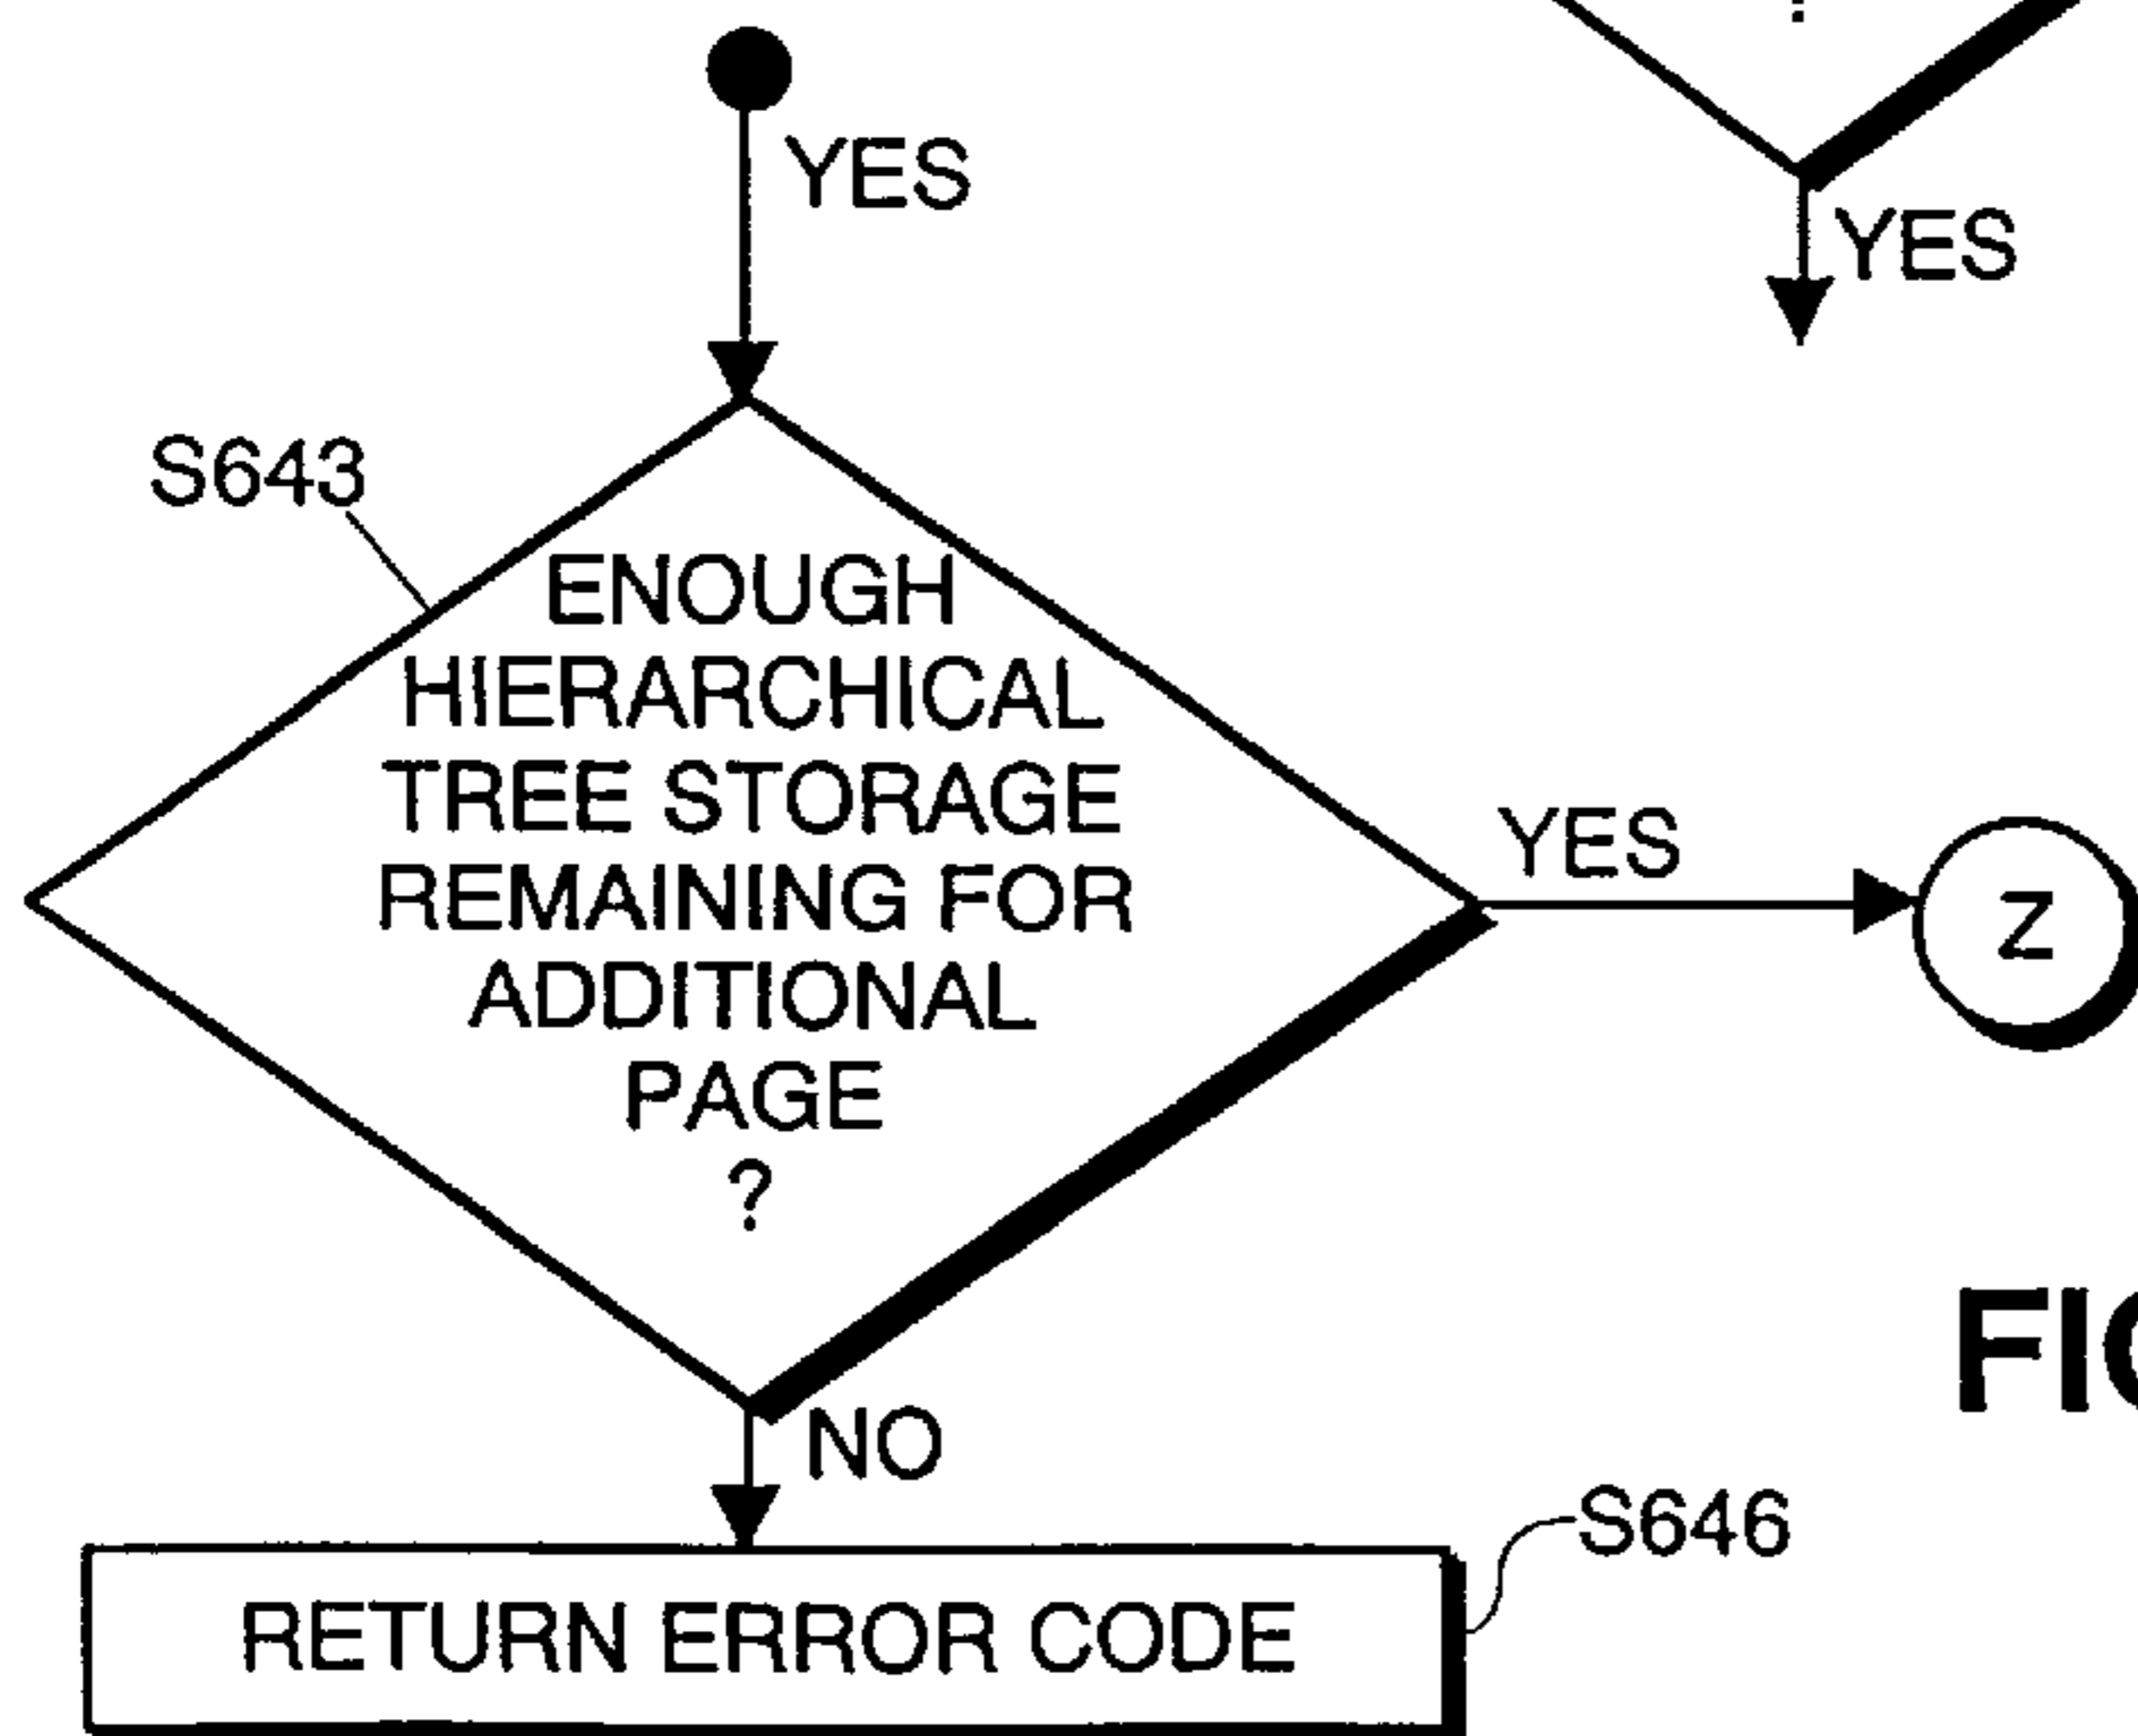 ?
YES
YES
S643
ENOUGH
HIERARCHICAL
TREE STORAGE
REMAINING FOR
ADDITIONAL
PAGE
?
YES
Z
NO
S646
RETURN ERROR CODE